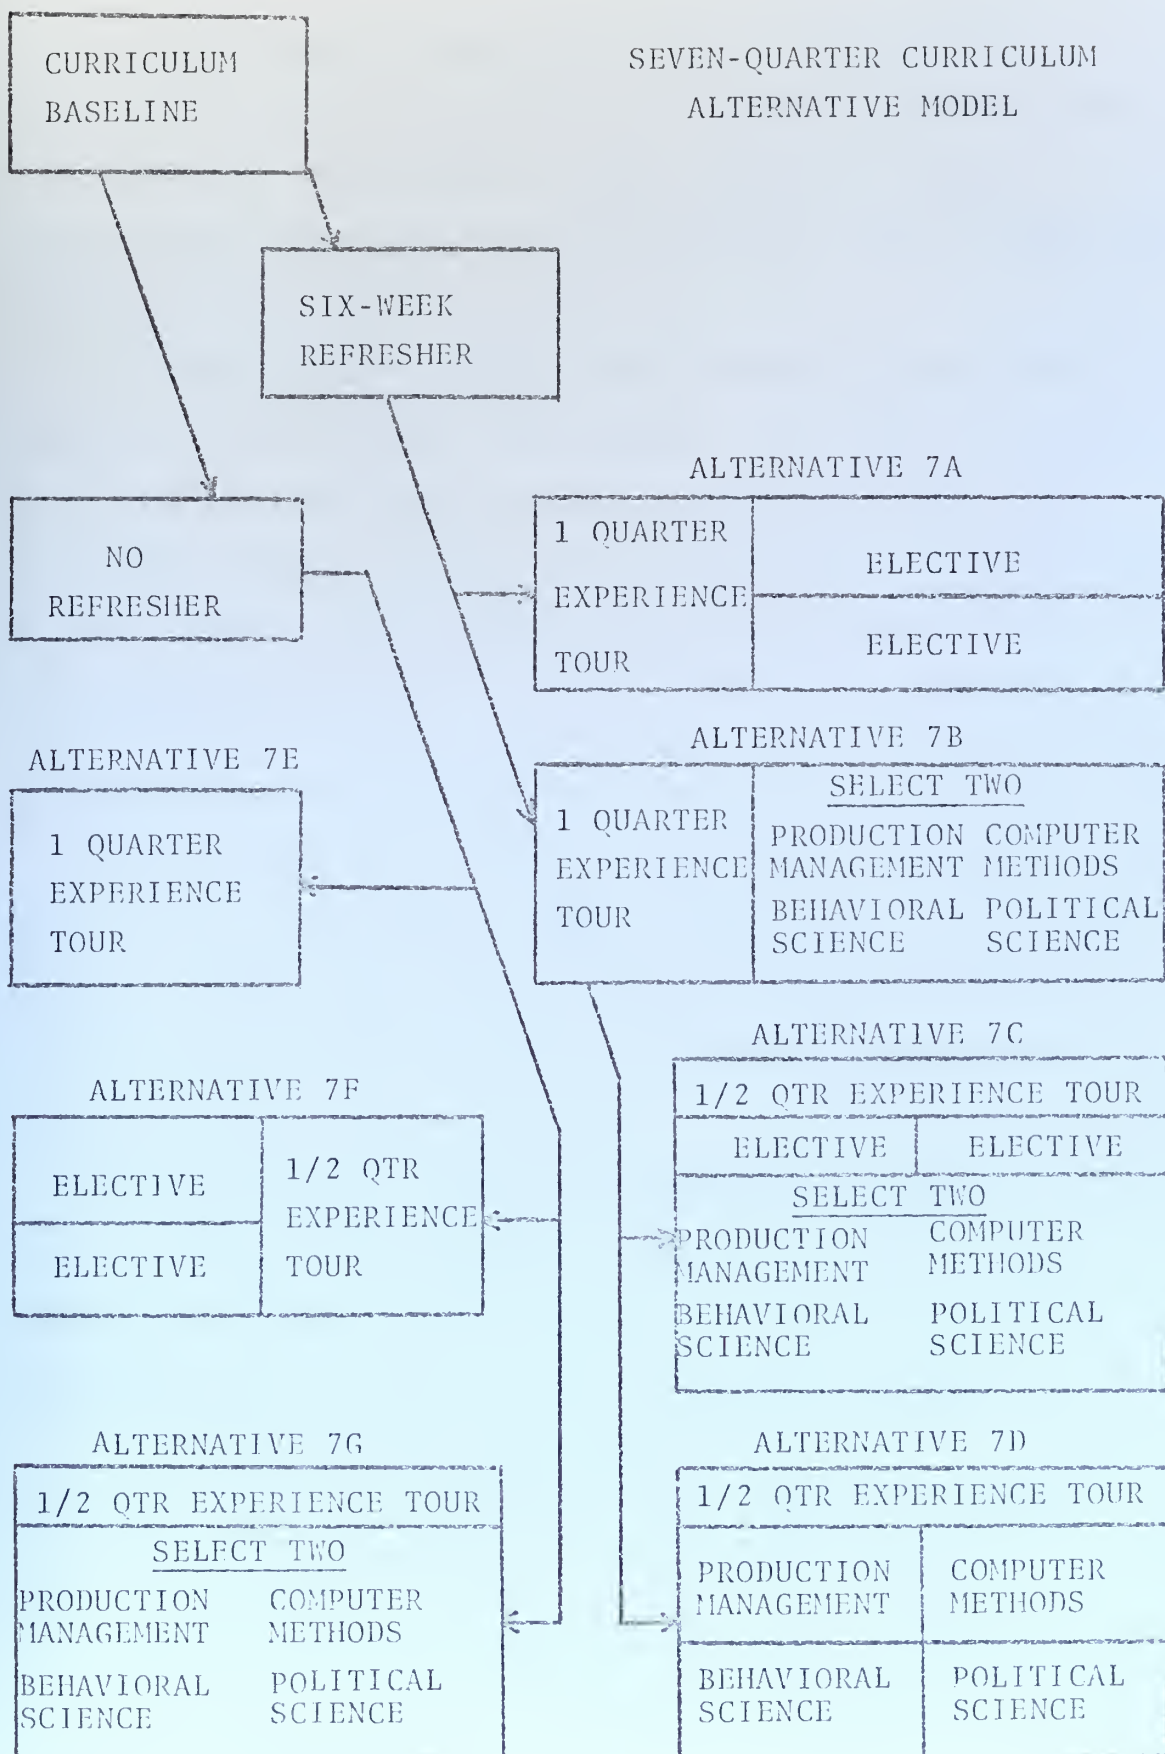 CURRICULUM
BASELINE
SEVEN-QUARTER CURRICULUM
ALTERNATIVE MODEL
SIX-WEEK
REFRESHER
NO
REFRESHER
ALTERNATIVE 7A
1 QUARTER
EXPERIENCE
TOUR
ELECTIVE
ELECTIVE
ALTERNATIVE 7B
1 QUARTER
EXPERIENCE
TOUR
SELECT TWO
PRODUCTION COMPUTER
MANAGEMENT METHODS
BEHAVIORAL POLITICAL
SCIENCE SCIENCE
ALTERNATIVE 7E
1 QUARTER
EXPERIENCE
TOUR
ALTERNATIVE 7C
1/2 QTR EXPERIENCE TOUR
ELECTIVE ELECTIVE
SELECT TWO
PRODUCTION COMPUTER
MANAGEMENT METHODS
BEHAVIORAL POLITICAL
SCIENCE SCIENCE
ALTERNATIVE 7F
ELECTIVE
ELECTIVE
1/2 QTR
EXPERIENCE
TOUR
ALTERNATIVE 7G
1/2 QTR EXPERIENCE TOUR
SELECT TWO
PRODUCTION COMPUTER
MANAGEMENT METHODS
BEHAVIORAL POLITICAL
SCIENCE SCIENCE
ALTERNATIVE 7D
1/2 QTR EXPERIENCE TOUR
PRODUCTION COMPUTER
MANAGEMENT METHODS
BEHAVIORAL POLITICAL
SCIENCE SCIENCE